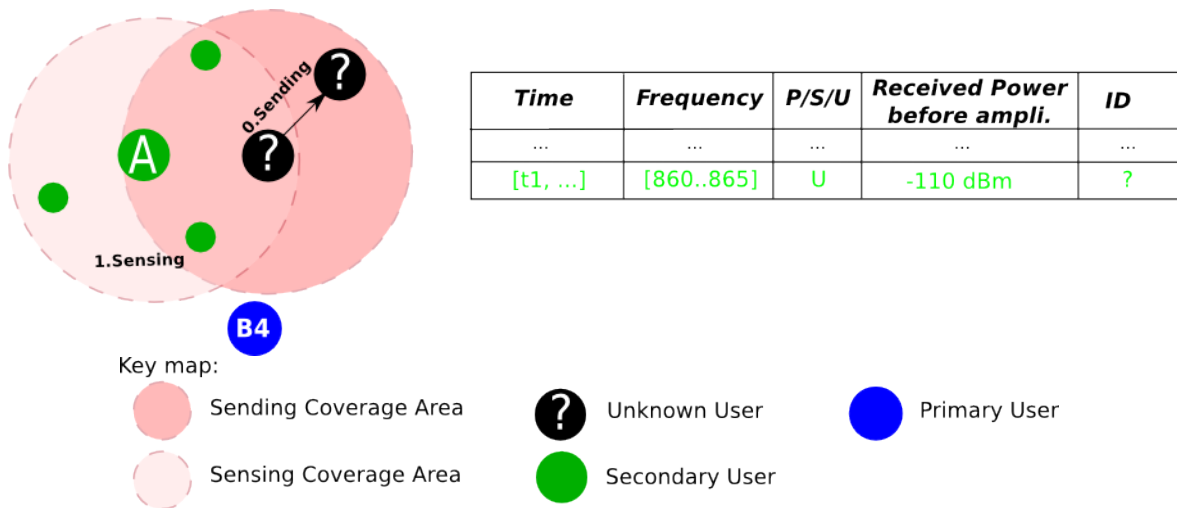 ?
0.Sending
A
?
1.Sensing
B4
Time Frequency P/S/U Received Power before ampli. ID
... ... ... ... ...
[t1, ...] [860..865] U -110 dBm ?
Key map:
Sending Coverage Area ? Unknown User Primary User
Sensing Coverage Area Secondary User